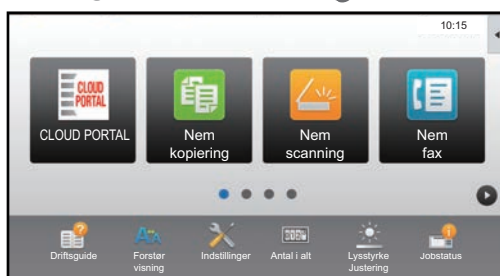 10:15
CLOUD
PORTAL
CLOUD PORTAL
Nem
kopiering
Nem
scanning
Nem
fax
Driftsguide
Forstør
visning
Indstillinger
Antal i alt
Lysstyrke
Justering
Jobstatus